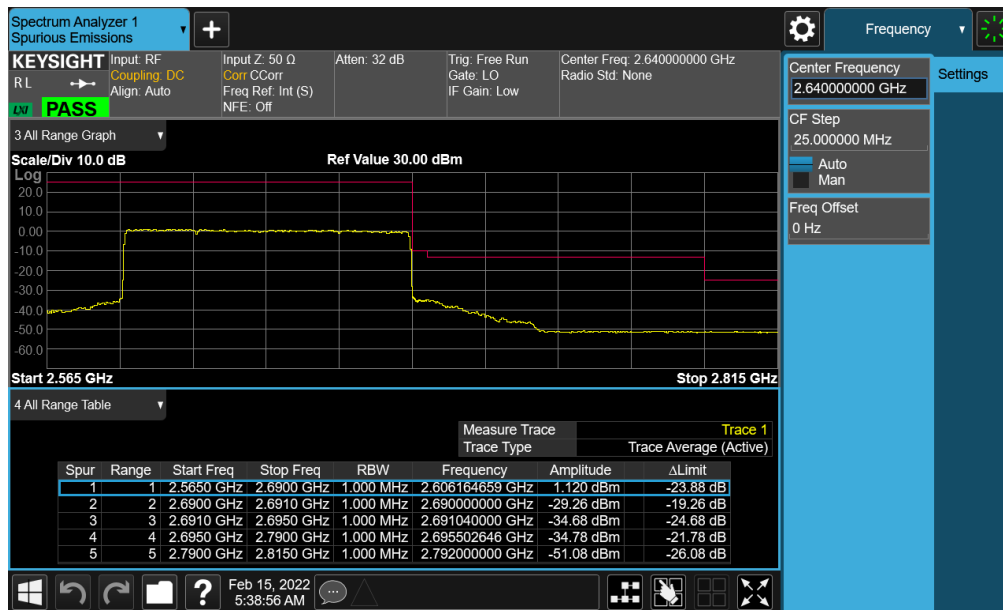 Spectrum Analyzer 1
Spurious Emissions
Frequency
KEYSIGHT
Input: RF
Coupling: DC
Align: Auto
Input Z: 50 Ω
Corr CCorr
Freq Ref: Int (S)
NFE: Off
Atten: 32 dB
Trig: Free Run
Gate: LO
IF Gain: Low
Center Freq: 2.640000000 GHz
Radio Std: None
R L
LXI
PASS
Center Frequency
2.640000000 GHz
Settings
CF Step
25.000000 MHz
Auto
Man
Freq Offset
0 Hz
3 All Range Graph
Scale/Div 10.0 dB
Ref Value 30.00 dBm
Log
20.0
10.0
0.00
-10.0
-20.0
-30.0
-40.0
-50.0
-60.0
Start 2.565 GHz
Stop 2.815 GHz
4 All Range Table
Measure Trace Trace 1
Trace Type Trace Average (Active)
Spur Range Start Freq Stop Freq RBW Frequency Amplitude ΔLimit
1 1 2.5650 GHz 2.6900 GHz 1.000 MHz 2.606164659 GHz 1.120 dBm -23.88 dB
2 2 2.6900 GHz 2.6910 GHz 1.000 MHz 2.690000000 GHz -29.26 dBm -19.26 dB
3 3 2.6910 GHz 2.6950 GHz 1.000 MHz 2.691040000 GHz -34.68 dBm -24.68 dB
4 4 2.6950 GHz 2.7900 GHz 1.000 MHz 2.695502646 GHz -34.78 dBm -21.78 dB
5 5 2.7900 GHz 2.8150 GHz 1.000 MHz 2.792000000 GHz -51.08 dBm -26.08 dB
Feb 15, 2022
5:38:56 AM